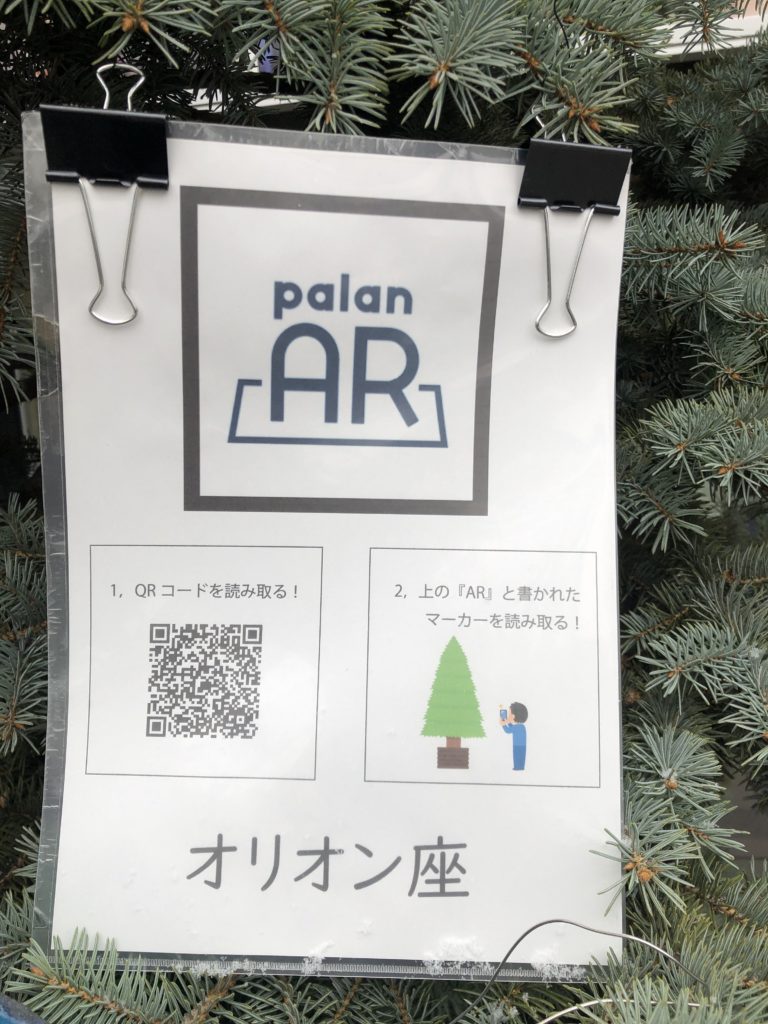 palan
AR
1, QRコードを読み取る！
2, 上の『AR』と書かれた
マーカーを読み取る！
オリオン座